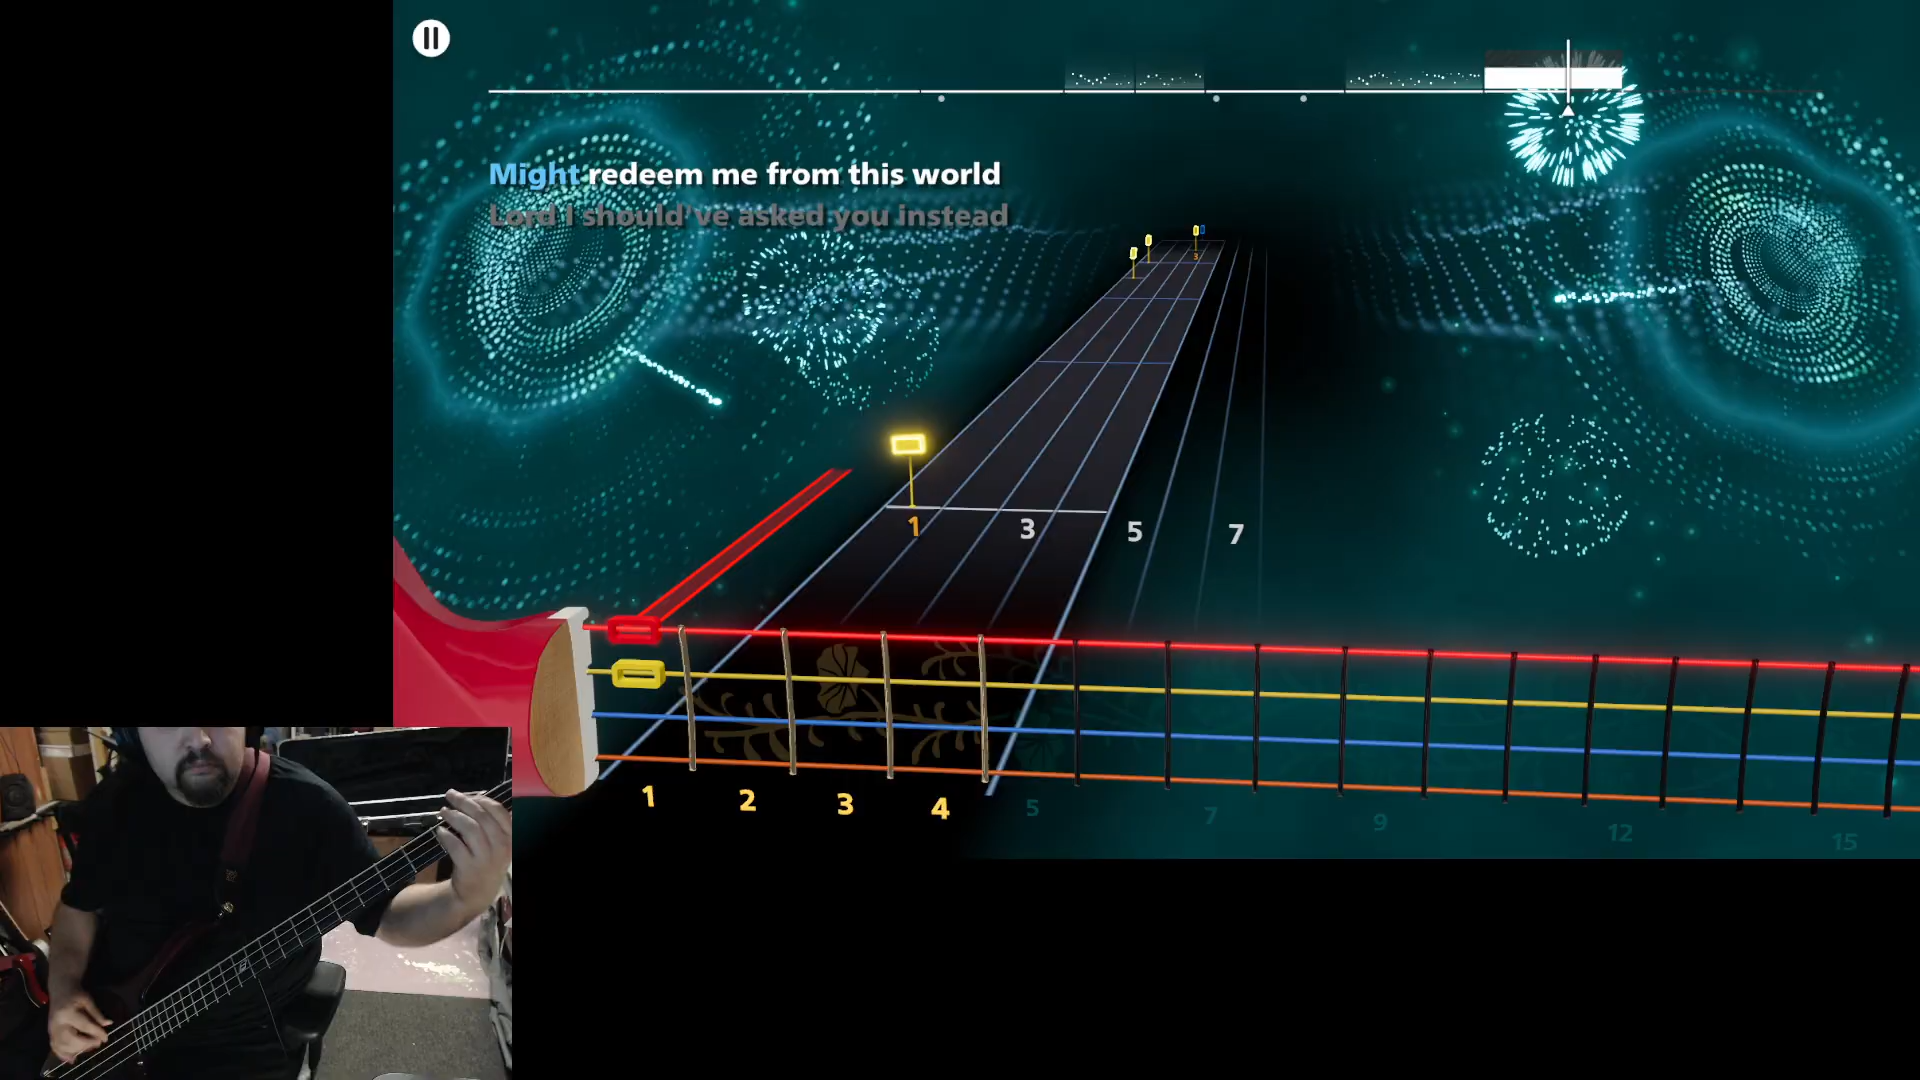 Might redeem me from this world
Lord I should've asked you instead
3
1 3 5 7
1 2 3 4 5 7 9 12 15